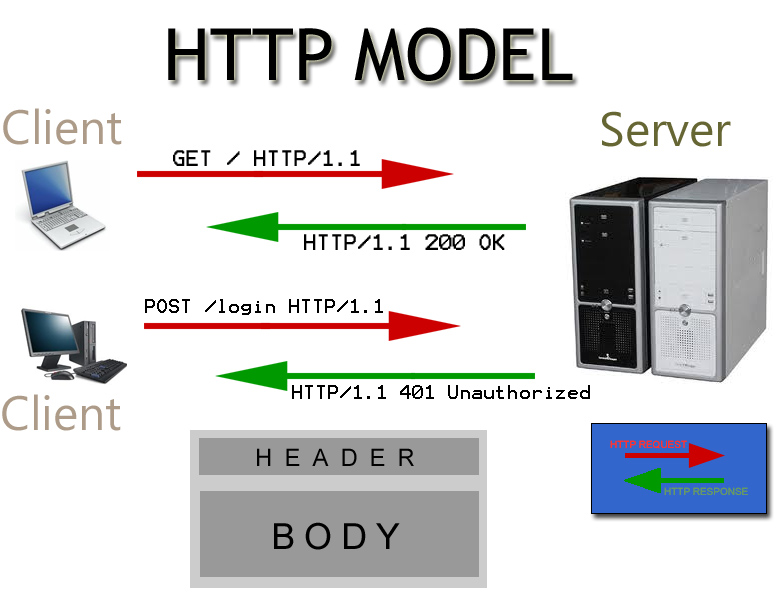 HTTP MODEL
Client
Server
GET / HTTP/1.1
HTTP/1.1 200 OK
POST /login HTTP/1.1
HTTP/1.1 401 Unauthorized
Client
HEADER
BODY
HTTP REQUEST
HTTP RESPONSE